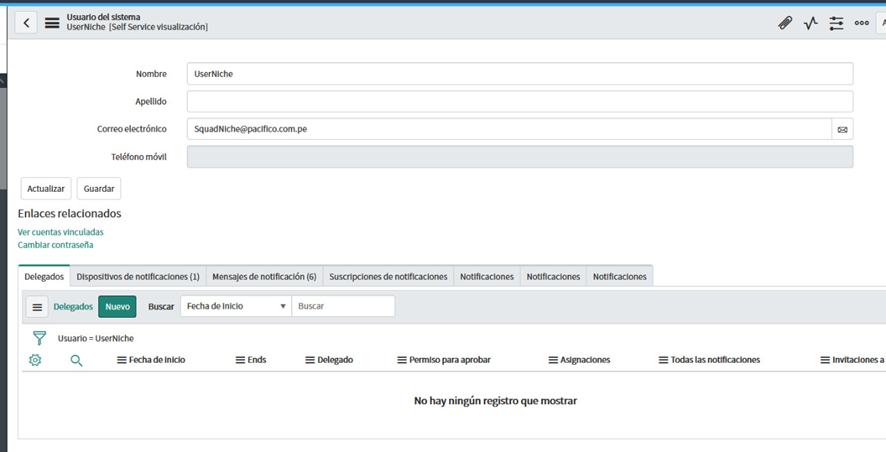 Usuario del sistema
UserNiche [Self Service visualización]
Nombre
UserNiche
Apellido
Correo electrónico
SquadNiche@pacifico.com.pe
Teléfono móvil
Actualizar Guardar
Enlaces relacionados
Ver cuentas vinculadas
Cambiar contraseña
Delegados Dispositivos de notificaciones (1) Mensajes de notificación (6) Suscripciones de notificaciones Notificaciones Notificaciones Notificaciones
Delegados Nuevo Buscar Fecha de inicio Buscar
Usuario = UserNiche
Fecha de inicio Ends Delegado Permiso para aprobar Asignaciones Todas las notificaciones Invitaciones a
No hay ningún registro que mostrar